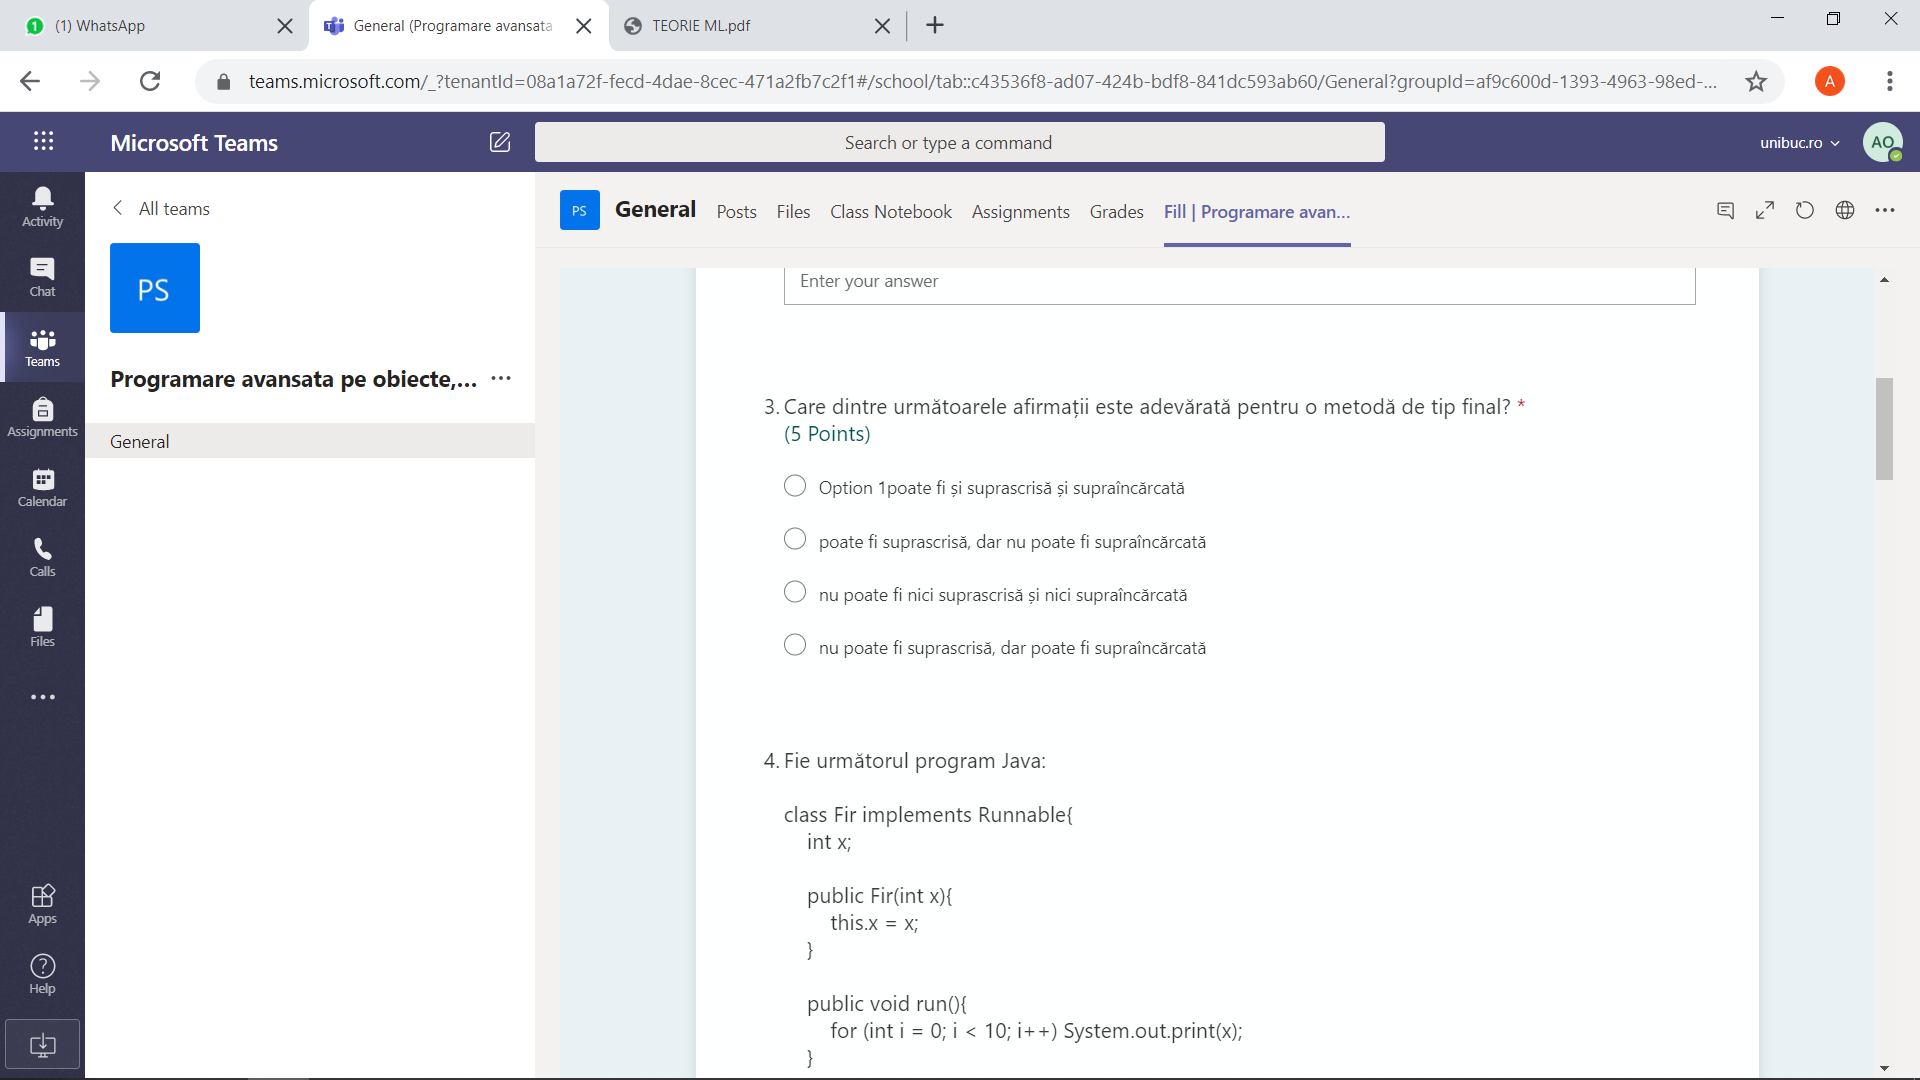 (1) WhatsApp
General (Programare avansata
TEORIE ML.pdf
teams.microsoft.com/_?tenantId=08a1a72f-fecd-4dae-8cec-471a2fb7c2f1#/school/tab::c43536f8-ad07-424b-bdf8-841dc593ab60/General?groupId=af9c600d-1393-4963-98ed-...
A
Microsoft Teams
Search or type a command
unibuc.ro
AO
Activity
Chat
Teams
Assignments
Calendar
Calls
Files
Apps
Help
All teams
PS
Programare avansata pe obiecte,...
General
PS
General
Posts
Files
Class Notebook
Assignments
Grades
Fill | Programare avan...
Enter your answer
3. Care dintre următoarele afirmații este adevărată pentru o metodă de tip final? *
(5 Points)
Option 1poate fi și suprascrisă și supraîncărcată
poate fi suprascrisă, dar nu poate fi supraîncărcată
nu poate fi nici suprascrisă și nici supraîncărcată
nu poate fi suprascrisă, dar poate fi supraîncărcată
4. Fie următorul program Java:
class Fir implements Runnable{
int x;
public Fir(int x){
this.x = x;
}
public void run(){
for (int i = 0; i < 10; i++) System.out.print(x);
}